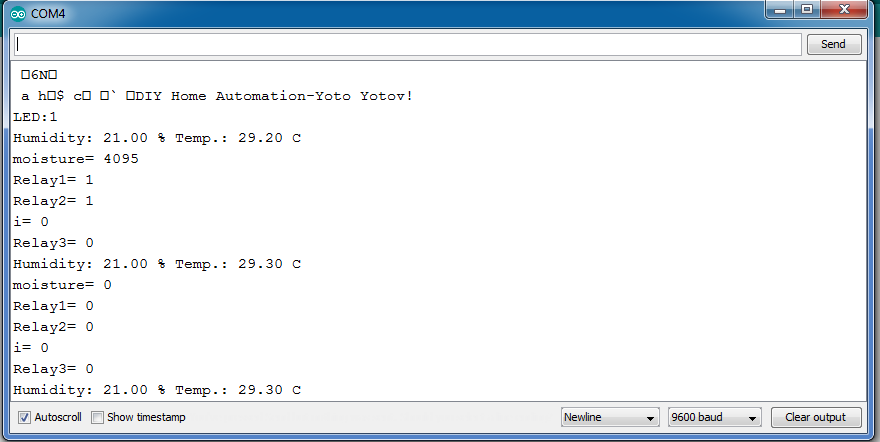 COM4
Send
□6N□
a h□$ c□ □` □DIY Home Automation-Yoto Yotov!
LED:1
Humidity: 21.00 % Temp.: 29.20 C
moisture= 4095
Relay1= 1
Relay2= 1
i= 0
Relay3= 0
Humidity: 21.00 % Temp.: 29.30 C
moisture= 0
Relay1= 0
Relay2= 0
i= 0
Relay3= 0
Humidity: 21.00 % Temp.: 29.30 C
Autoscroll Show timestamp Newline 9600 baud Clear output